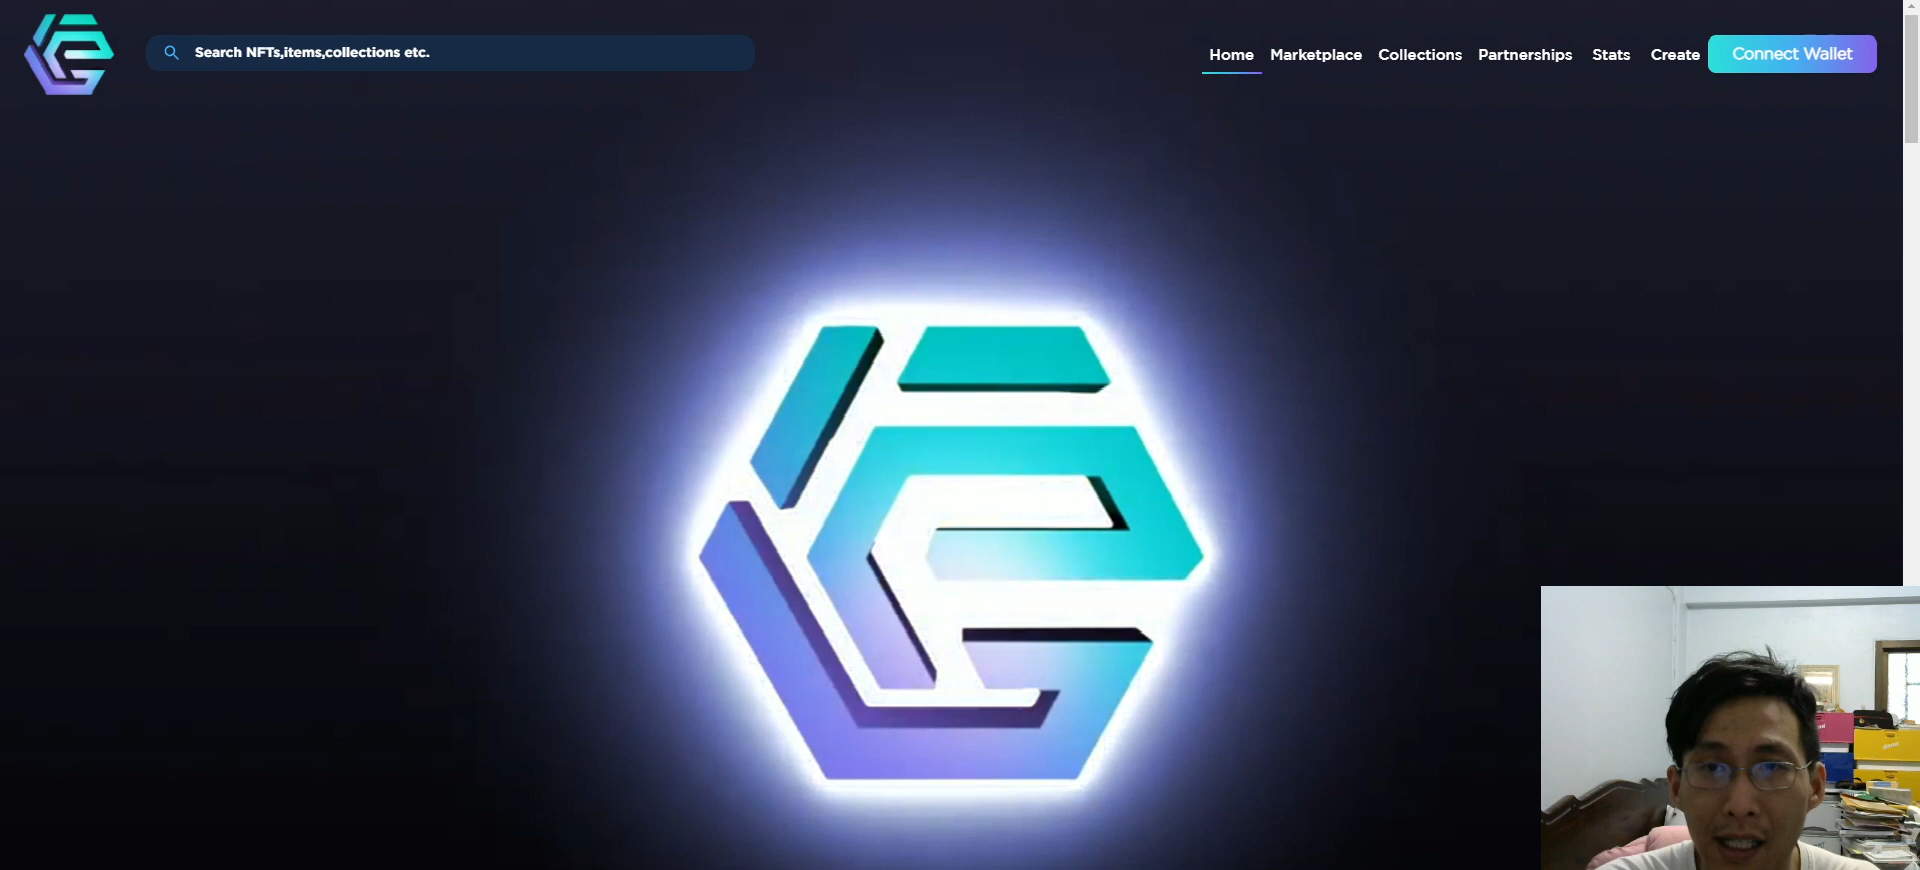 Search NFTs,items,collections etc.
Home Marketplace Collections Partnerships Stats Create Connect Wallet